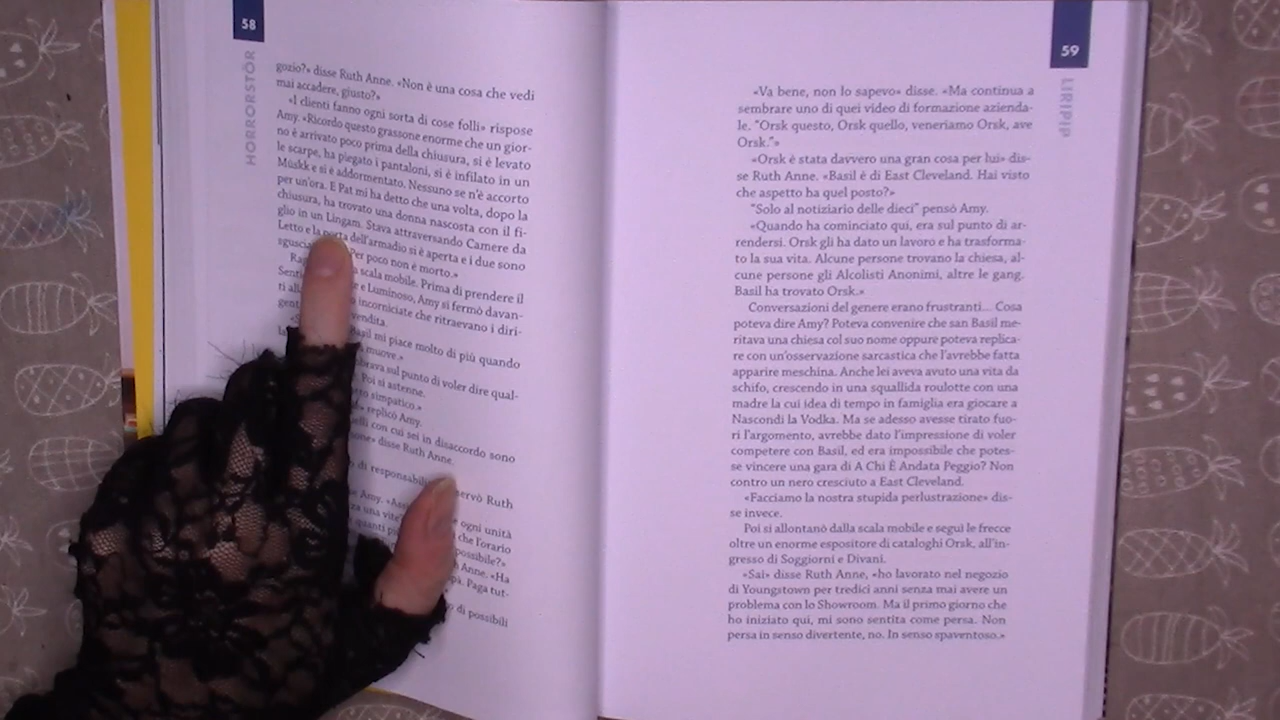 58
HORRORSTÖR
gozio?» disse Ruth Anne. «Non è una cosa che vedi
mai accadere, giusto?»
«I clienti fanno ogni sorta di cose folli» rispose
Amy. «Ricordo questo grassone enorme che un gior-
no è arrivato poco prima della chiusura, si è levato
le scarpe, ha piegato i pantaloni, si è infilato in un
Müskk e si è addormentato. Nessuno se n'è accorto
per un'ora. E Pat mi ha detto che una volta, dopo la
chiusura, ha trovato una donna nascosta con il fi-
glio in un Lingam. Stava attraversando Camere da
Letto e la porta dell'armadio si è aperta e i due sono
Per poco non è morto.»
scala mobile. Prima di prendere il
e Luminoso, Amy si fermò davan-
incorniciate che ritraevano i diri-
vendita.
mi piace molto di più quando
muove.»
sul punto di voler dire qual-
Poi si astenne.
simpatico.»
replicò Amy.
con cui sei in disaccordo sono
disse Ruth Anne.
di Ruth
Amy.
ogni unità
una che l'orario
quanti possibile?»
Anne. «Ha
Paga tut-
di possibili
59
LIRIPIP
«Va bene, non lo sapevo» disse. «Ma continua a
sembrare uno di quei video di formazione azienda-
le. "Orsk questo, Orsk quello, veneriamo Orsk, ave
Orsk."»
«Orsk è stata davvero una gran cosa per lui» dis-
se Ruth Anne. «Basil è di East Cleveland. Hai visto
che aspetto ha quel posto?»
"Solo al notiziario delle dieci" pensò Amy.
«Quando ha cominciato qui, era sul punto di ar-
rendersi. Orsk gli ha dato un lavoro e ha trasforma-
to la sua vita. Alcune persone trovano la chiesa, al-
cune persone gli Alcolisti Anonimi, altre le gang.
Basil ha trovato Orsk.»
Conversazioni del genere erano frustranti... Cosa
poteva dire Amy? Poteva convenire che san Basil me-
ritava una chiesa col suo nome oppure poteva replica-
re con un'osservazione sarcastica che l'avrebbe fatta
apparire meschina. Anche lei aveva avuto una vita da
schifo, crescendo in una squallida roulotte con una
madre la cui idea di tempo in famiglia era giocare a
Nascondi la Vodka. Ma se adesso avesse tirato fuo-
ri l'argomento, avrebbe dato l'impressione di voler
competere con Basil, ed era impossibile che potes-
se vincere una gara di A Chi È Andata Peggio? Non
contro un nero cresciuto a East Cleveland.
«Facciamo la nostra stupida perlustrazione» dis-
se invece.
Poi si allontanò dalla scala mobile e seguì le frecce
oltre un enorme espositore di cataloghi Orsk, all'in-
gresso di Soggiorni e Divani.
«Sai» disse Ruth Anne, «ho lavorato nel negozio
di Youngstown per tredici anni senza mai avere un
problema con lo Showroom. Ma il primo giorno che
ho iniziato qui, mi sono sentita come persa. Non
persa in senso divertente, no. In senso spaventoso.»